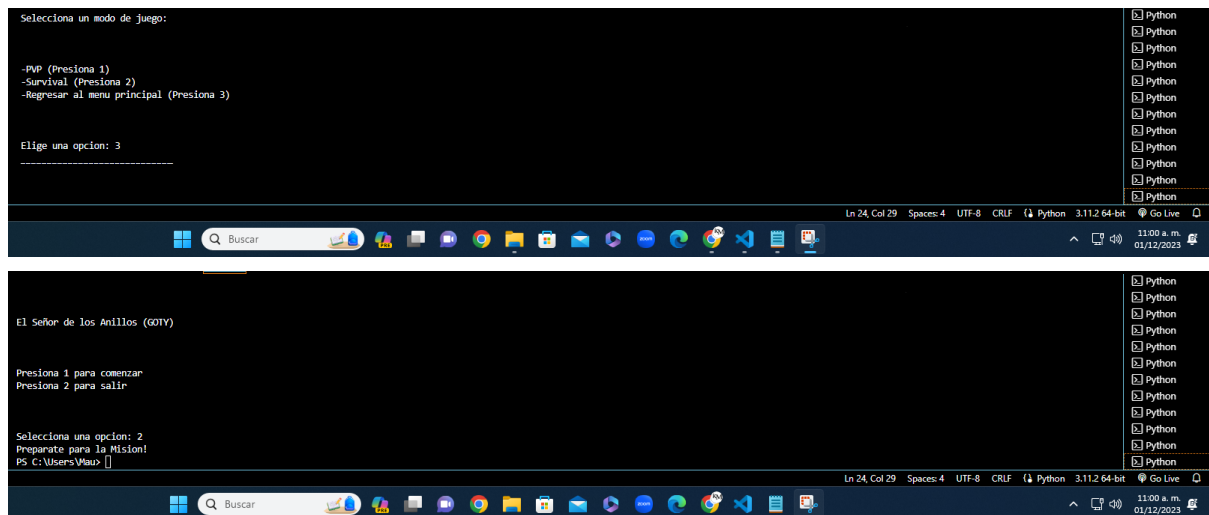 Selecciona un modo de juego:
-PVP (Presiona 1)
-Survival (Presiona 2)
-Regresar al menu principal (Presiona 3)
Elige una opcion: 3
-----------------------------
Python
Python
Python
Python
Python
Python
Python
Python
Python
Python
Python
Python
Ln 24, Col 29 Spaces: 4 UTF-8 CRLF Python 3.11.2 64-bit Go Live
Buscar
PRE
zoom
RM
11:00 a. m.
01/12/2023
El Señor de los Anillos (GOTY)
Presiona 1 para comenzar
Presiona 2 para salir
Selecciona una opcion: 2
Preparate para la Mision!
PS C:\Users\Mau>
Python
Python
Python
Python
Python
Python
Python
Python
Python
Python
Python
Python
Ln 24, Col 29 Spaces: 4 UTF-8 CRLF Python 3.11.2 64-bit Go Live
Buscar
PRE
zoom
RM
11:00 a. m.
01/12/2023